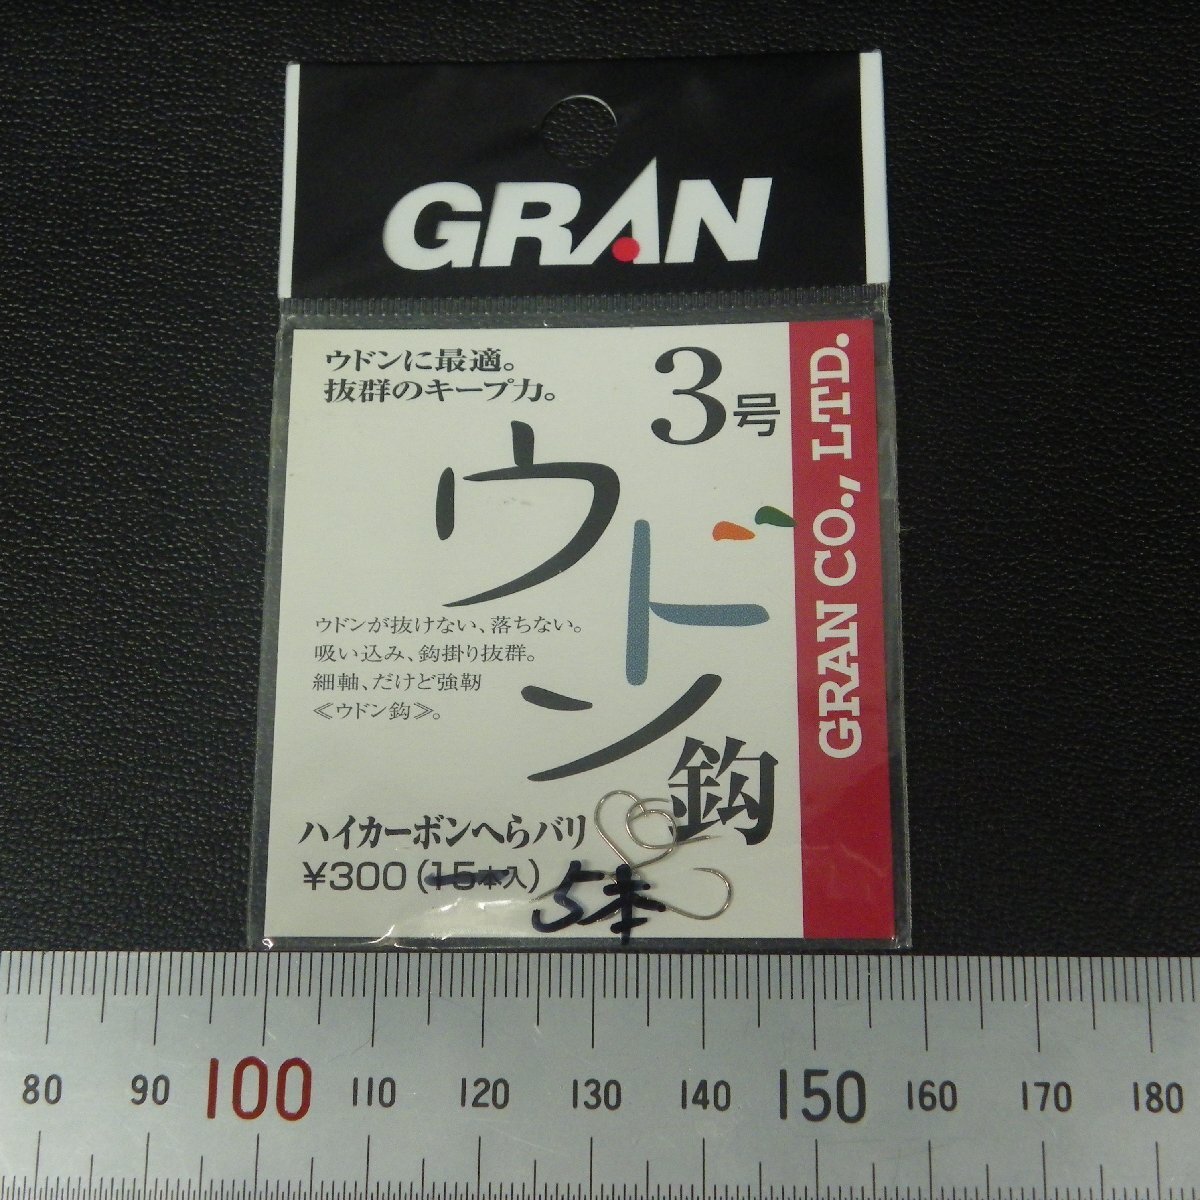 GRAN
ウドンに最適。
抜群のキープ力。
3号
ウドン鈎
ウドンが抜けない、落ちない。
吸い込み、鈎掛り抜群。
細軸、だけど強靭
≪ウドン鈎≫。
ハイカーボンへらバリ
¥300(15本入)
5本
GRAN CO., LTD.
80 90 100 110 120 130 140 150 160 170 180